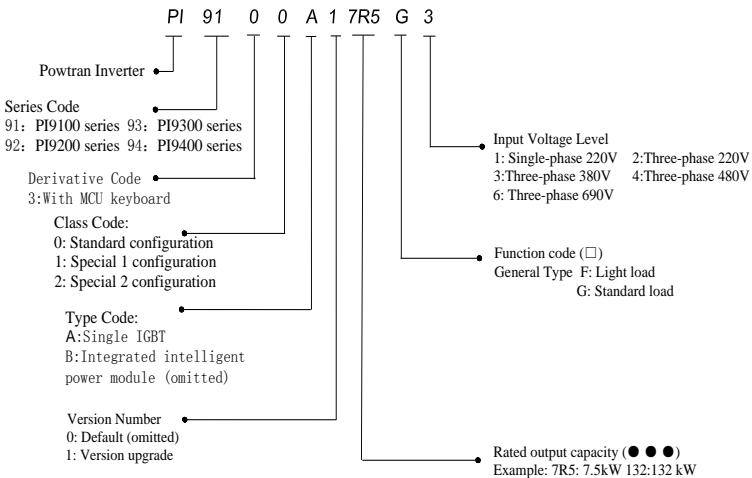 PI 91 0 0 A 1 7R5 G 3
Powtran Inverter
Series Code
91：PI9100 series 93：PI9300 series
92：PI9200 series 94：PI9400 series
Derivative Code
3:With MCU keyboard
Class Code:
0: Standard configuration
1: Special 1 configuration
2: Special 2 configuration
Type Code:
A:Single IGBT
B:Integrated intelligent
power module (omitted)
Version Number
0: Default (omitted)
1: Version upgrade
Input Voltage Level
1: Single-phase 220V 2:Three-phase 220V
3:Three-phase 380V 4:Three-phase 480V
6: Three-phase 690V
Function code (□)
General Type F: Light load
G: Standard load
Rated output capacity (● ● ●)
Example: 7R5: 7.5kW 132:132 kW